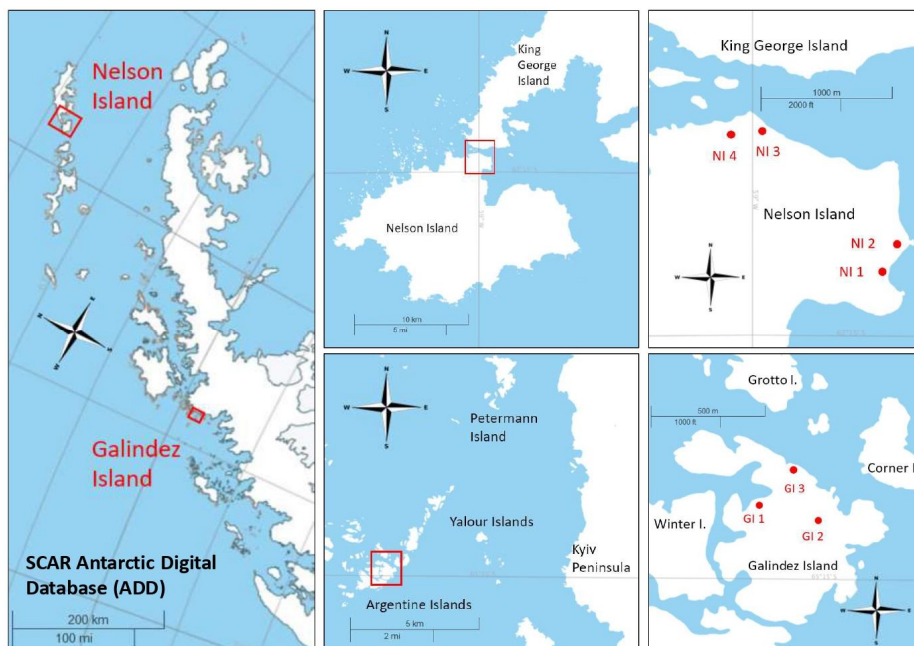 Nelson
Island
N
W
E
S
Galindez
Island
SCAR Antarctic Digital
Database (ADD)
200 km
100 mi
N
W
E
S
King
George
Island
Nelson Island
10 km
5 mi
N
W
E
S
Petermann
Island
Yalour Islands
Kyiv
Peninsula
Argentine Islands
5 km
2 mi
King George Island
1000 m
2000 ft
NI 4
NI 3
Nelson Island
NI 2
NI 1
N
W
E
S
Grotto I.
500 m
1000 ft
Corner I
GI 3
GI 1
GI 2
Winter I.
Galindez Island
65°15' S
N
W
E
S